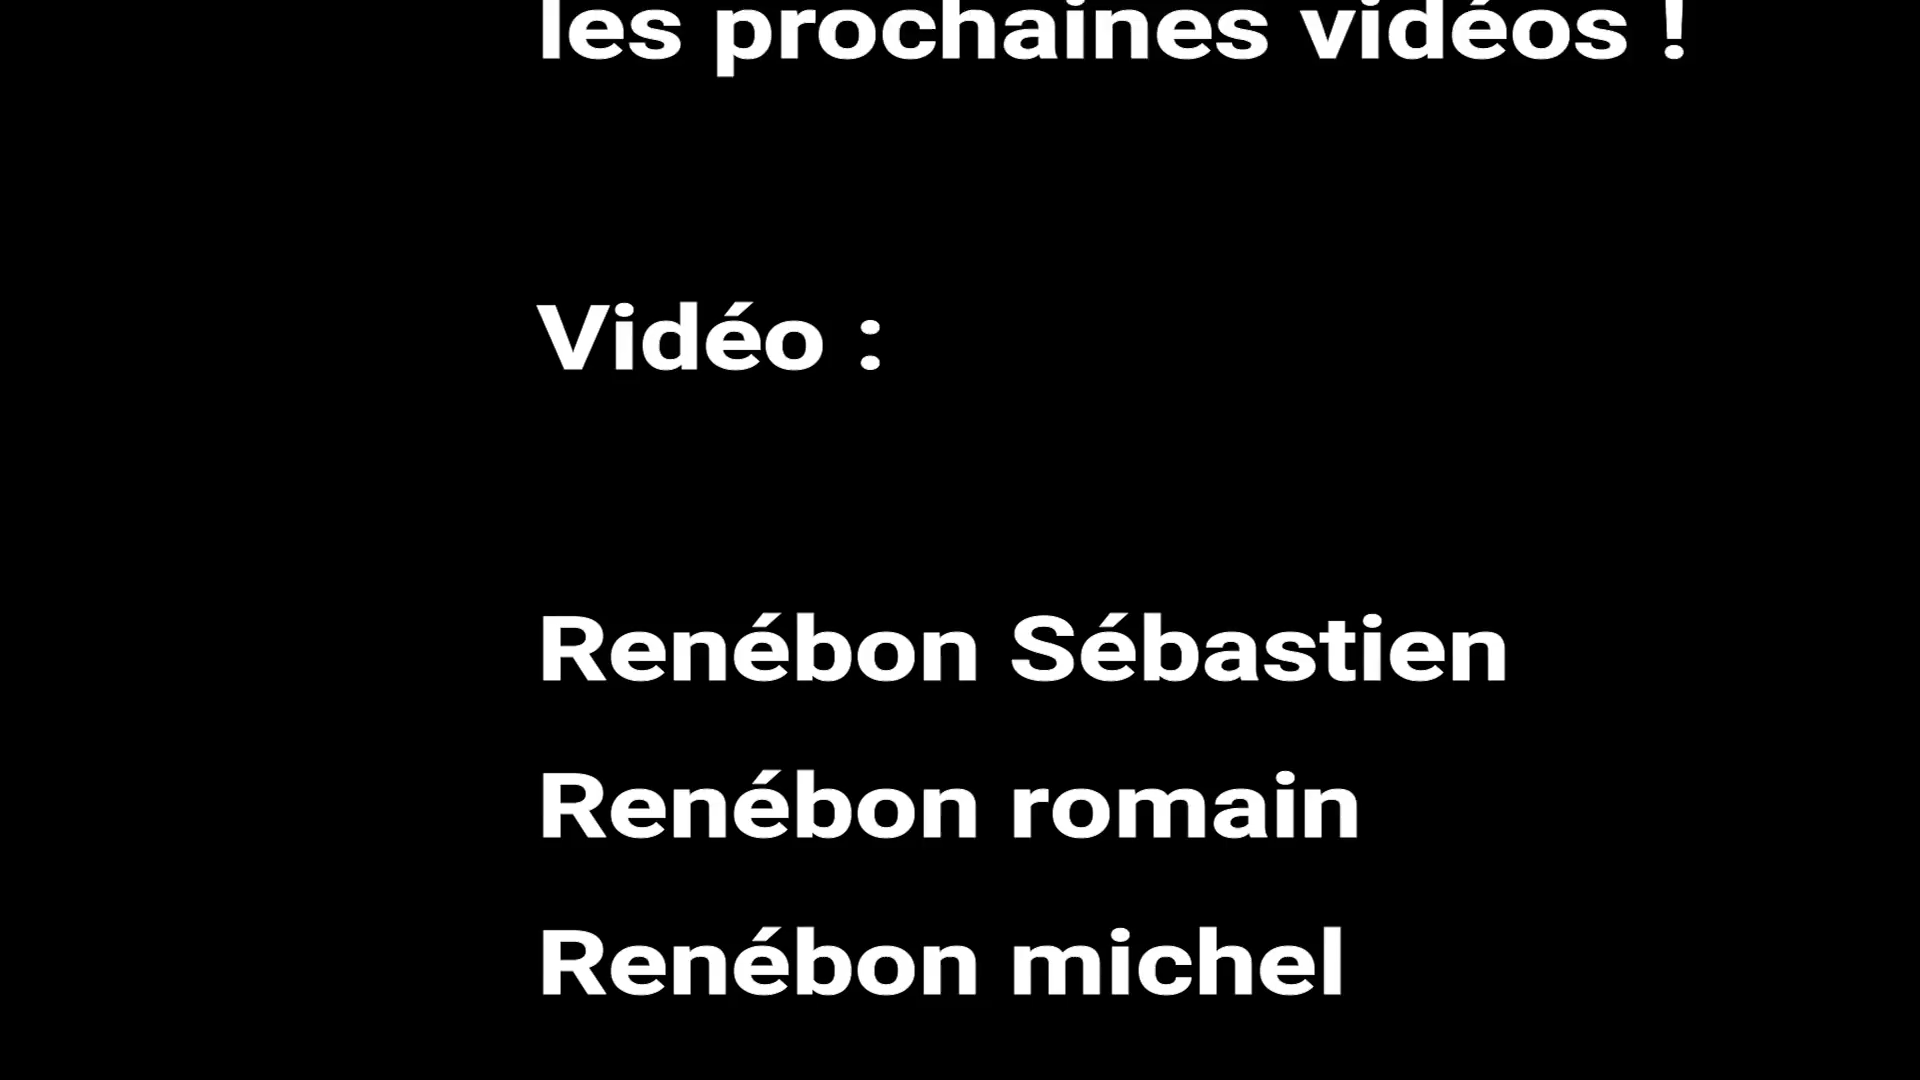 les prochaines vidéos !
Vidéo :
Renébon Sébastien
Renébon romain
Renébon michel